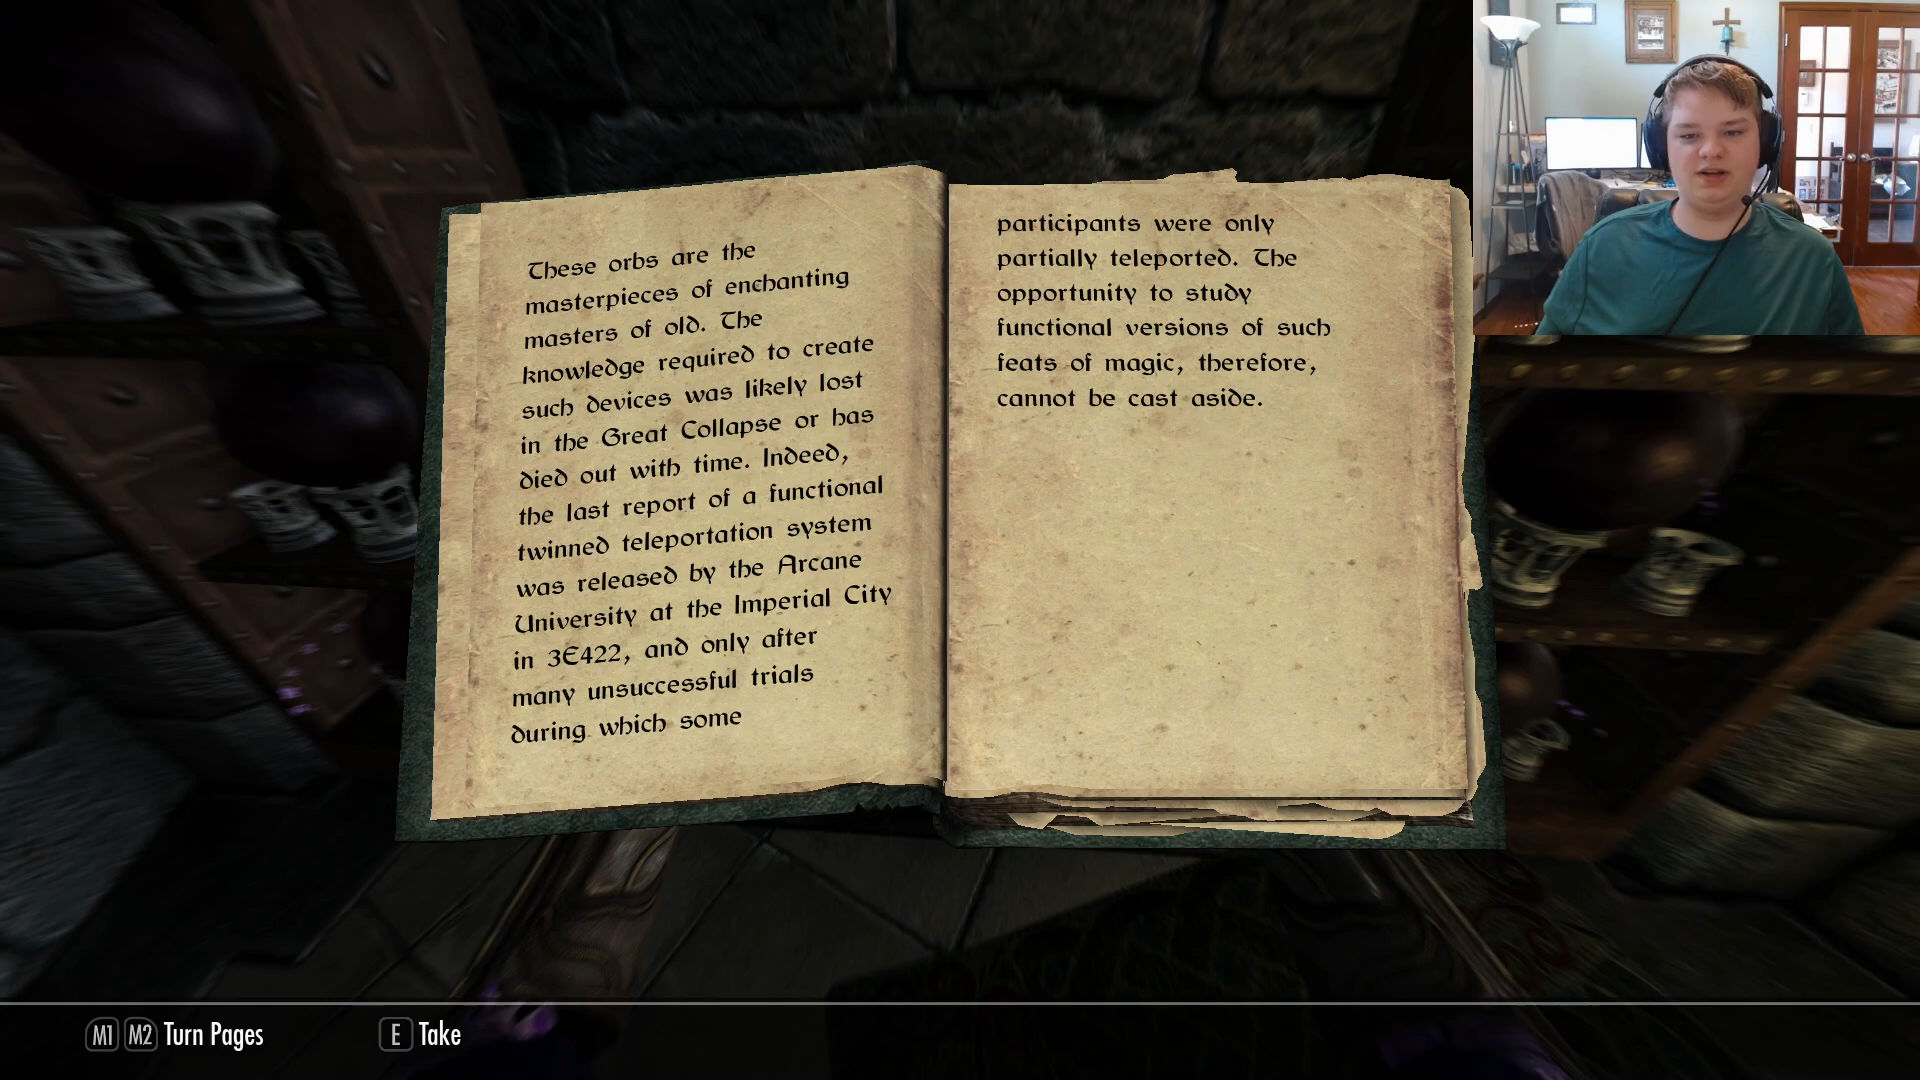 These orbs are the
masterpieces of enchanting
masters of old. The
knowledge required to create
such devices was likely lost
in the Great Collapse or has
died out with time. Indeed,
the last report of a functional
twinned teleportation system
was released by the Arcane
University at the Imperial City
in 3E422, and only after
many unsuccessful trials
during which some
participants were only
partially teleported. The
opportunity to study
functional versions of such
feats of magic, therefore,
cannot be cast aside.
M1 M2 Turn Pages
E Take